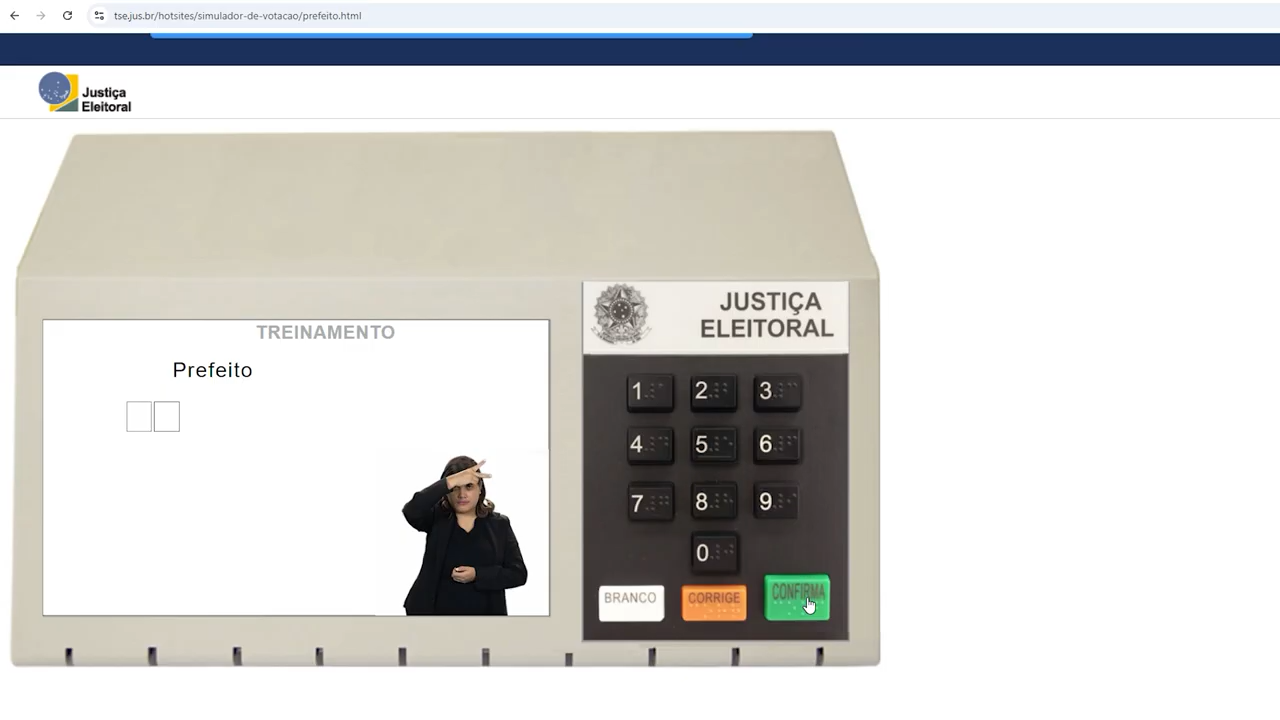 tse.jus.br/hotsites/simulador-de-votacao/prefeito.html
Justiça
Eleitoral
JUSTIÇA
ELEITORAL
TREINAMENTO
Prefeito
1 2 3
4 5 6
7 8 9
0
BRANCO CORRIGE CONFIRMA